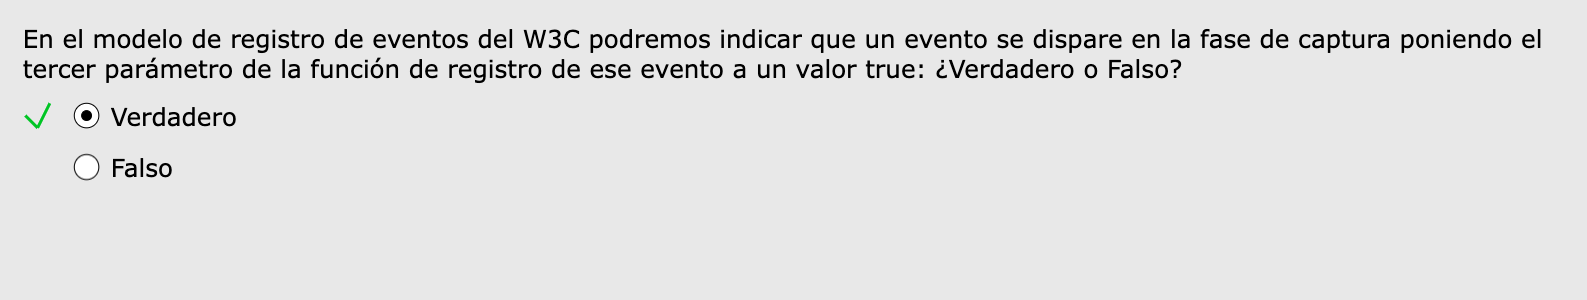 En el modelo de registro de eventos del W3C podremos indicar que un evento se dispare en la fase de captura poniendo el
tercer parámetro de la función de registro de ese evento a un valor true: ¿Verdadero o Falso?
Verdadero
Falso